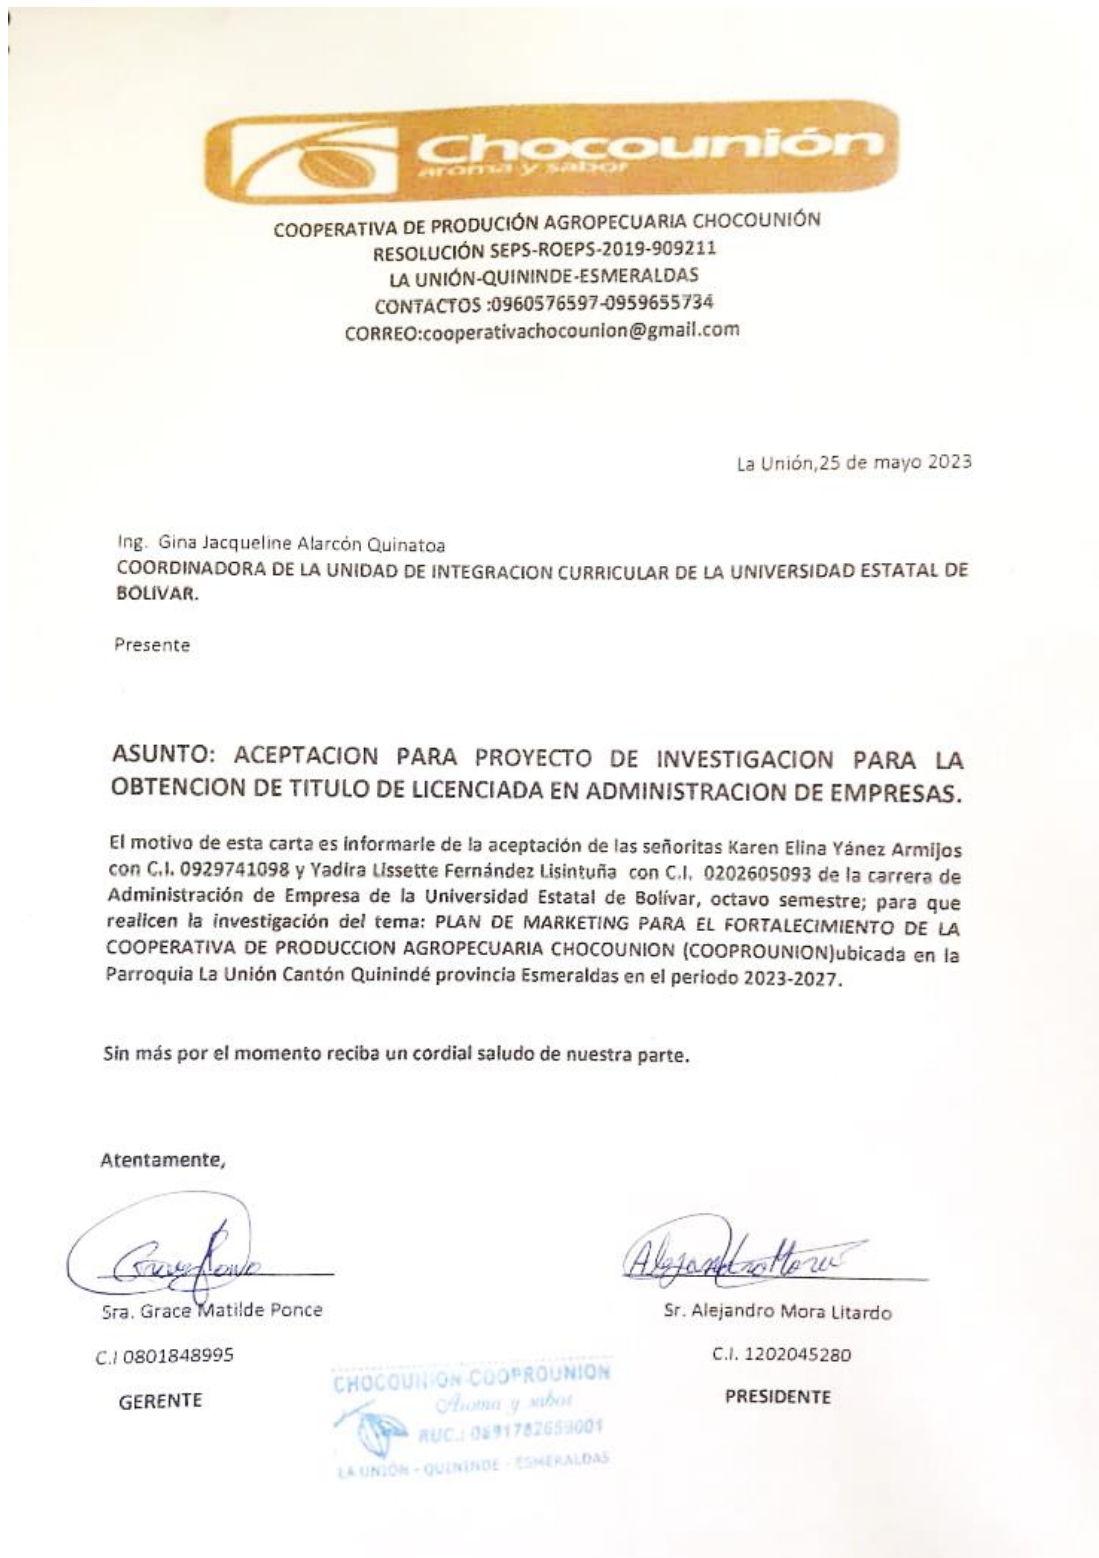 Chocounión
aroma y sabor
COOPERATIVA DE PRODUCIÓN AGROPECUARIA CHOCOUNIÓN
RESOLUCIÓN SEPS-ROEPS-2019-909211
LA UNIÓN-QUININDE-ESMERALDAS
CONTACTOS :0960576597-0959655734
CORREO:cooperativachocounion@gmail.com
La Unión,25 de mayo 2023
Ing. Gina Jacqueline Alarcón Quinatoa
COORDINADORA DE LA UNIDAD DE INTEGRACION CURRICULAR DE LA UNIVERSIDAD ESTATAL DE
BOLIVAR.
Presente
ASUNTO: ACEPTACION PARA PROYECTO DE INVESTIGACION PARA LA
OBTENCION DE TITULO DE LICENCIADA EN ADMINISTRACION DE EMPRESAS.
El motivo de esta carta es informarle de la aceptación de las señoritas Karen Elina Yánez Armijos
con C.I. 0929741098 y Yadira Lissette Fernández Lisintuña con C.I. 0202605093 de la carrera de
Administración de Empresa de la Universidad Estatal de Bolívar, octavo semestre; para que
realicen la investigación del tema: PLAN DE MARKETING PARA EL FORTALECIMIENTO DE LA
COOPERATIVA DE PRODUCCION AGROPECUARIA CHOCOUNION (COOPROUNION)ubicada en la
Parroquia La Unión Cantón Quinindé provincia Esmeraldas en el periodo 2023-2027.
Sin más por el momento reciba un cordial saludo de nuestra parte.
Atentamente,
Grace Ponce
Alejandro Mora
Sra. Grace Matilde Ponce
Sr. Alejandro Mora Litardo
C.I 0801848995
C.I. 1202045280
GERENTE
PRESIDENTE
CHOCOUNION-COOPROUNION
Aroma y sabor
RUC.: 0891782659001
LA UNIÓN - QUININDE - ESMERALDAS